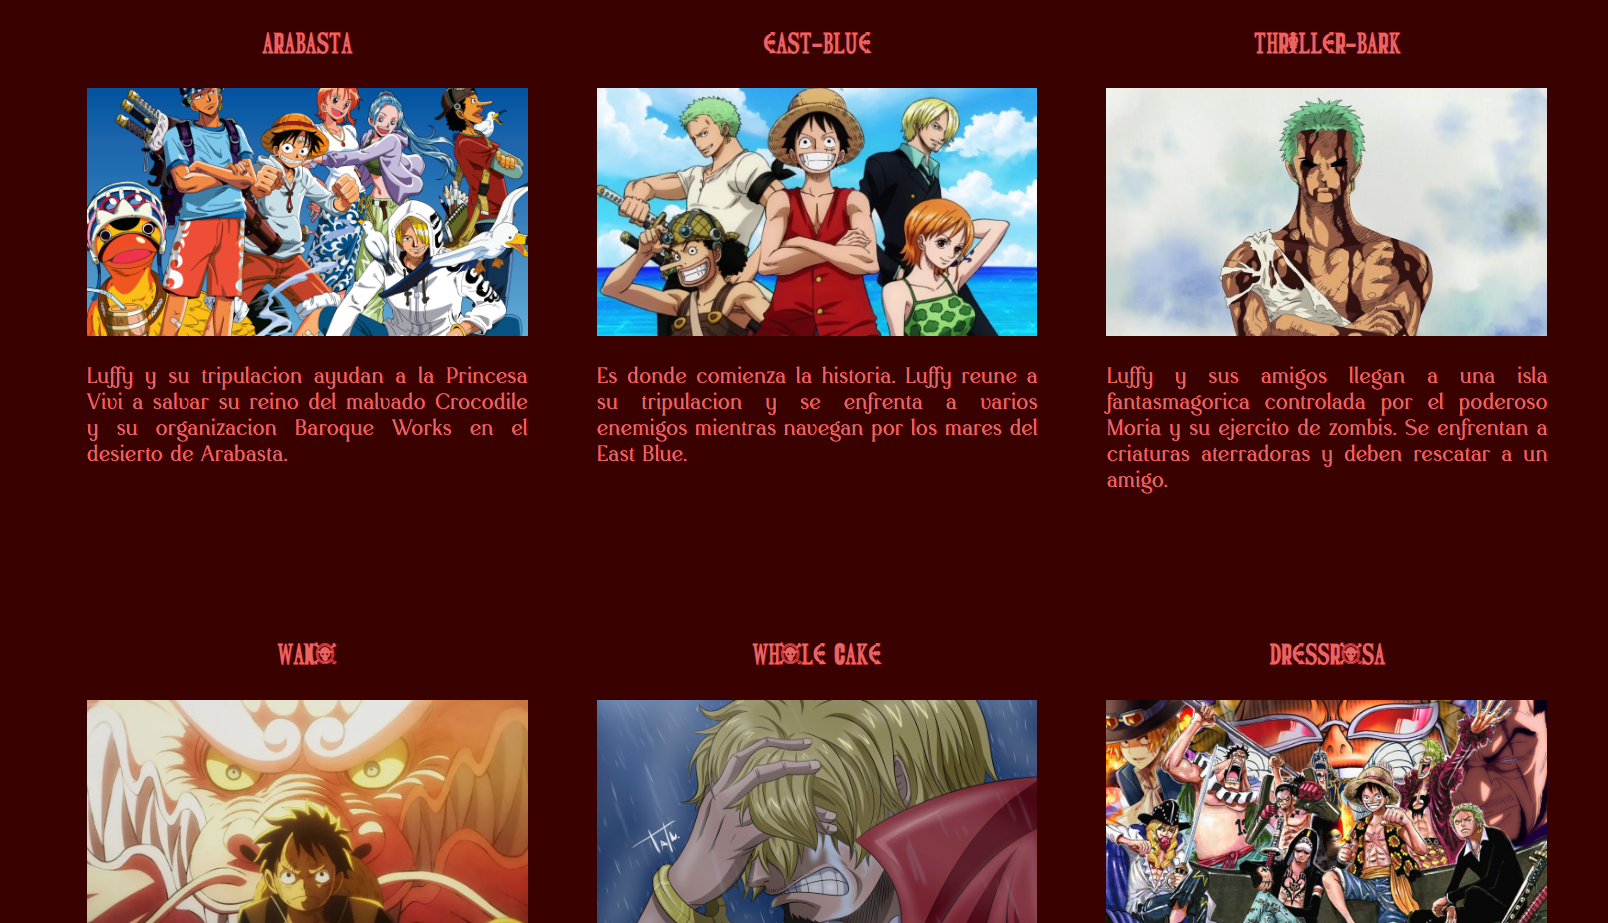 ARABASTA
EAST-BLUE
THRILLER-BARK
Luffy y su tripulacion ayudan a la Princesa
Vivi a salvar su reino del malvado Crocodile
y su organizacion Baroque Works en el
desierto de Arabasta.
Es donde comienza la historia. Luffy reune a
su tripulacion y se enfrenta a varios
enemigos mientras navegan por los mares del
East Blue.
Luffy y sus amigos llegan a una isla
fantasmagorica controlada por el poderoso
Moria y su ejercito de zombis. Se enfrentan a
criaturas aterradoras y deben rescatar a un
amigo.
WANO
WHOLE CAKE
DRESSROSA